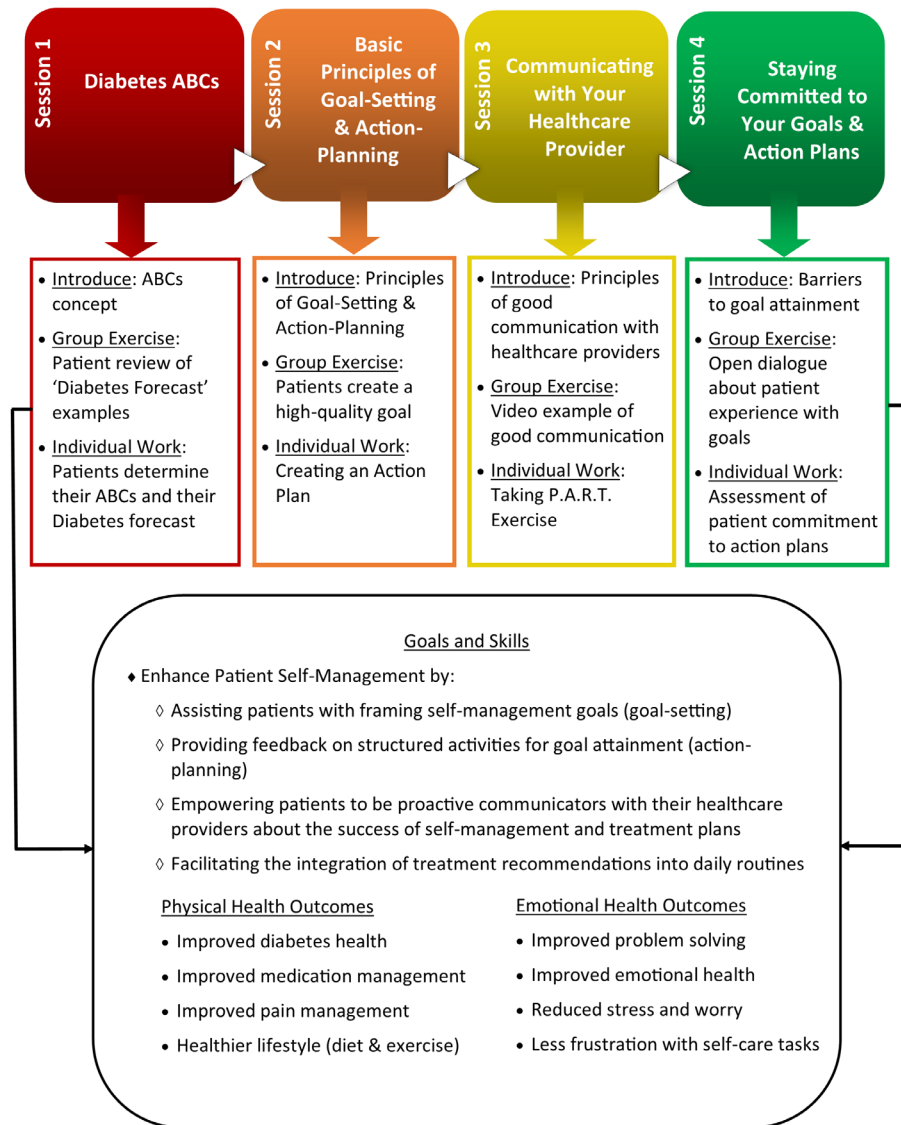 Session 1
Diabetes ABCs
Session 2
Basic
Principles of
Goal-Setting
& Action-
Planning
Session 3
Communicating
with Your
Healthcare
Provider
Session 4
Staying
Committed to
Your Goals &
Action Plans
• Introduce: ABCs
concept
• Group Exercise:
Patient review of
‘Diabetes Forecast’
examples
• Individual Work:
Patients determine
their ABCs and their
Diabetes forecast
• Introduce: Principles
of Goal-Setting &
Action-Planning
• Group Exercise:
Patients create a
high-quality goal
• Individual Work:
Creating an Action
Plan
• Introduce: Principles
of good
communication with
healthcare providers
• Group Exercise:
Video example of
good communication
• Individual Work:
Taking P.A.R.T.
Exercise
• Introduce: Barriers
to goal attainment
• Group Exercise:
Open dialogue
about patient
experience with
goals
• Individual Work:
Assessment of
patient commitment
to action plans
Goals and Skills
♦ Enhance Patient Self-Management by:
◊ Assisting patients with framing self-management goals (goal-setting)
◊ Providing feedback on structured activities for goal attainment (action-
planning)
◊ Empowering patients to be proactive communicators with their healthcare
providers about the success of self-management and treatment plans
◊ Facilitating the integration of treatment recommendations into daily routines
Physical Health Outcomes
• Improved diabetes health
• Improved medication management
• Improved pain management
• Healthier lifestyle (diet & exercise)
Emotional Health Outcomes
• Improved problem solving
• Improved emotional health
• Reduced stress and worry
• Less frustration with self-care tasks